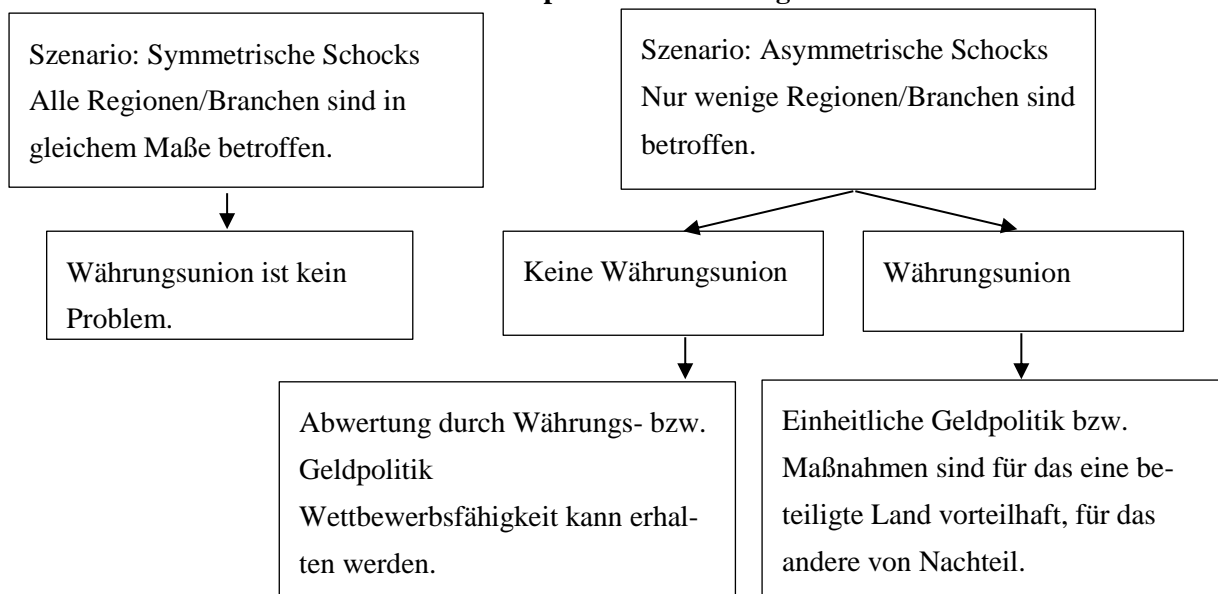 Szenario: Symmetrische Schocks
Alle Regionen/Branchen sind in
gleichem Maße betroffen.
Szenario: Asymmetrische Schocks
Nur wenige Regionen/Branchen sind
betroffen.
Währungsunion ist kein
Problem.
Keine Währungsunion
Währungsunion
Abwertung durch Währungs- bzw.
Geldpolitik
Wettbewerbsfähigkeit kann erhal-
ten werden.
Einheitliche Geldpolitik bzw.
Maßnahmen sind für das eine be-
teiligte Land vorteilhaft, für das
andere von Nachteil.